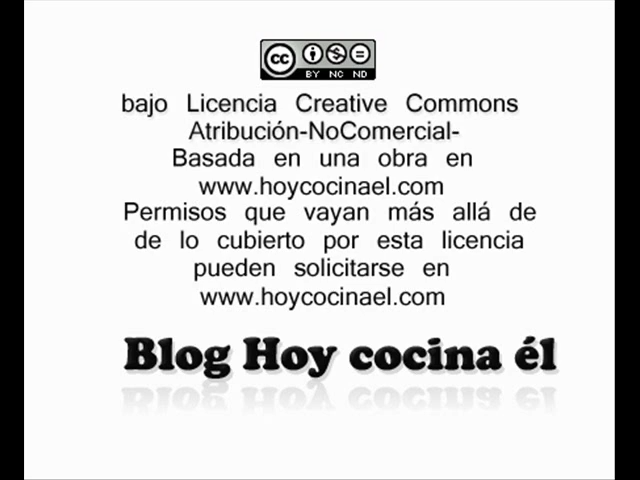 cc
BY NC ND
bajo Licencia Creative Commons
Atribución-NoComercial-
Basada en una obra en
www.hoycocinael.com
Permisos que vayan más allá de
de lo cubierto por esta licencia
pueden solicitarse en
www.hoycocinael.com
Blog Hoy cocina él